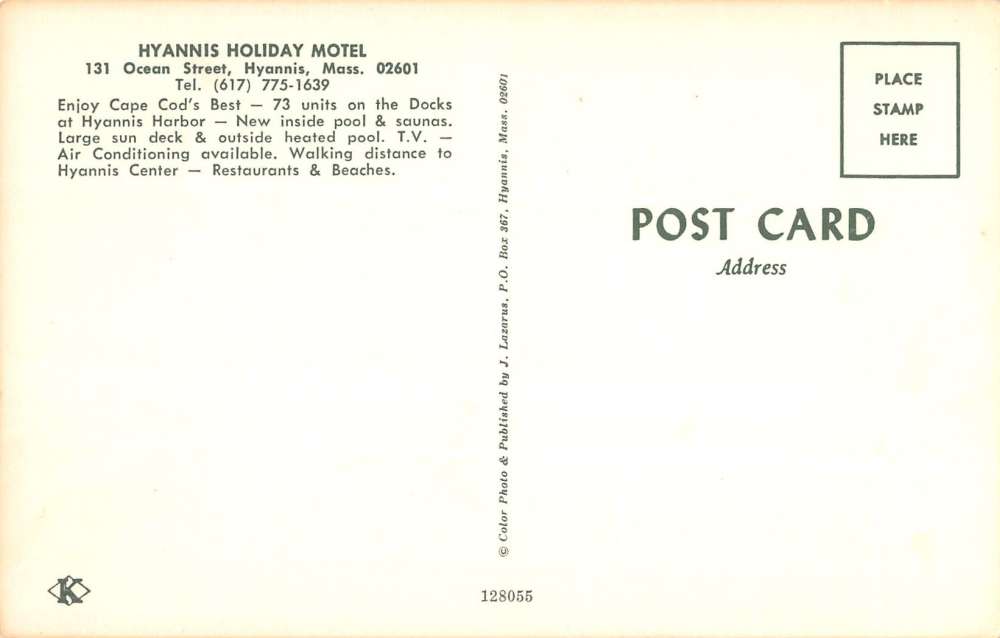 HYANNIS HOLIDAY MOTEL
131 Ocean Street, Hyannis, Mass. 02601
Tel. (617) 775-1639
Enjoy Cape Cod's Best — 73 units on the Docks
at Hyannis Harbor — New inside pool & saunas.
Large sun deck & outside heated pool. T.V. —
Air Conditioning available. Walking distance to
Hyannis Center — Restaurants & Beaches.
K
© Color Photo & Published by J. Lazarus, P.O. Box 367, Hyannis, Mass. 02601
128055
PLACE
STAMP
HERE
POST CARD
Address